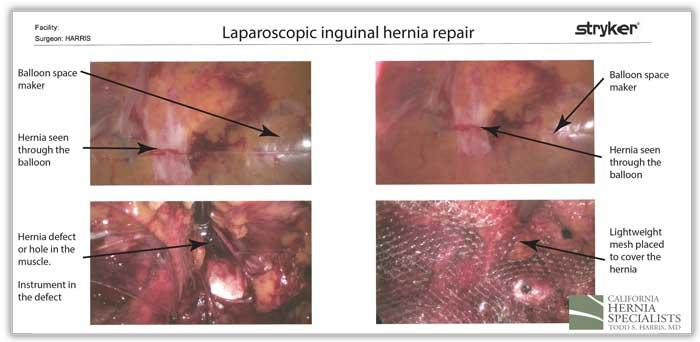 Facility:
Surgeon: HARRIS
Laparoscopic inguinal hernia repair
stryker®
Balloon space
maker
Hernia seen
through the
balloon
Balloon space
maker
Hernia seen
through the
balloon
Hernia defect
or hole in the
muscle.
Instrument in
the defect
Lightweight
mesh placed
to cover the
hernia
CALIFORNIA
HERNIA
SPECIALISTS
TODD S. HARRIS, MD